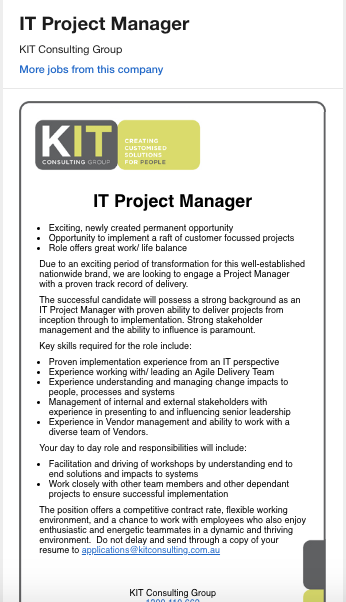 IT Project Manager
KIT Consulting Group
More jobs from this company
KIT
CONSULTING GROUP
CREATING
CUSTOMISED
SOLUTIONS
FOR PEOPLE
IT Project Manager
• Exciting, newly created permanent opportunity
• Opportunity to implement a raft of customer focussed projects
• Role offers great work/ life balance
Due to an exciting period of transformation for this well-established
nationwide brand, we are looking to engage a Project Manager
with a proven track record of delivery.
The successful candidate will possess a strong background as an
IT Project Manager with proven ability to deliver projects from
inception through to implementation. Strong stakeholder
management and the ability to influence is paramount.
Key skills required for the role include:
• Proven implementation experience from an IT perspective
• Experience working with/ leading an Agile Delivery Team
• Experience understanding and managing change impacts to
people, processes and systems
• Management of internal and external stakeholders with
experience in presenting to and influencing senior leadership
• Experience in Vendor management and ability to work with a
diverse team of Vendors.
Your day to day role and responsibilities will include:
• Facilitation and driving of workshops by understanding end to
end solutions and impacts to systems
• Work closely with other team members and other dependant
projects to ensure successful implementation
The position offers a competitive contract rate, flexible working
environment, and a chance to work with employees who also enjoy
enthusiastic and energetic teammates in a dynamic and thriving
environment. Do not delay and send through a copy of your
resume to applications@kitconsulting.com.au
KIT Consulting Group